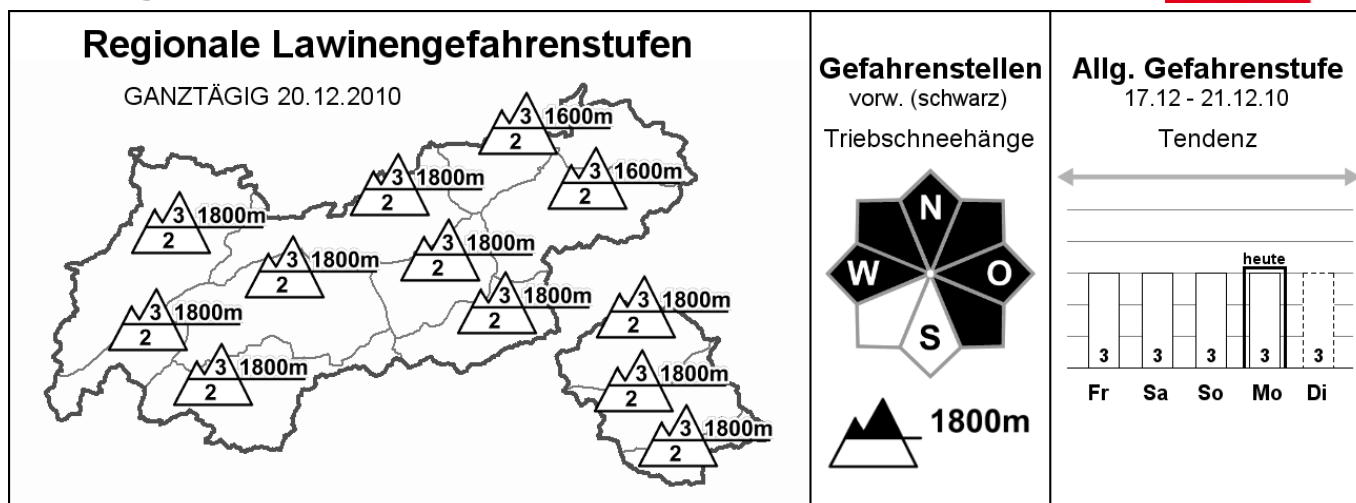 Regionale Lawinengefahrenstufen
GANZTÄGIG 20.12.2010
3 1600m
2
3 1600m
2
3 1800m
2
3 1800m
2
3 1800m
2
3 1800m
2
3 1800m
2
3 1800m
2
3 1800m
2
3 1800m
2
3 1800m
2
3 1800m
2
Gefahrenstellen
vorw. (schwarz)
Triebschneehänge
N
W O
S
1800m
Allg. Gefahrenstufe
17.12 - 21.12.10
Tendenz
heute
3 3 3 3 3
Fr Sa So Mo Di